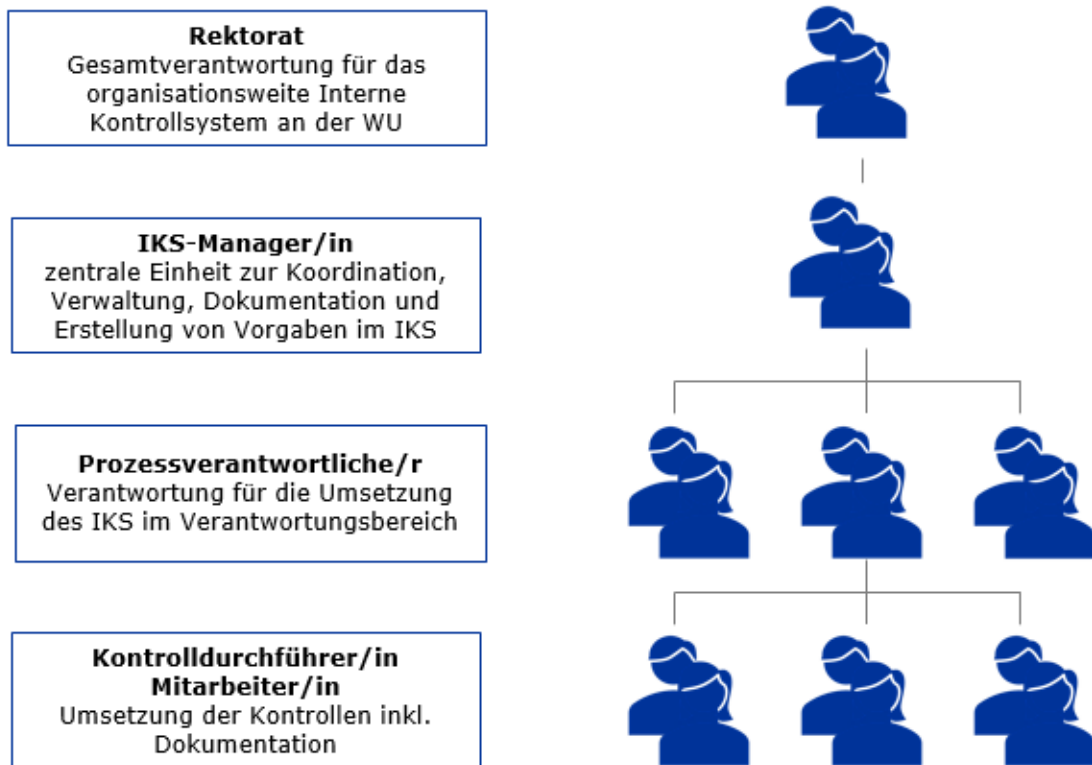 Rektorat
Gesamtverantwortung für das
organisationsweite Interne
Kontrollsystem an der WU
IKS-Manager/in
zentrale Einheit zur Koordination,
Verwaltung, Dokumentation und
Erstellung von Vorgaben im IKS
Prozessverantwortliche/r
Verantwortung für die Umsetzung
des IKS im Verantwortungsbereich
Kontrolldurchführer/in
Mitarbeiter/in
Umsetzung der Kontrollen inkl.
Dokumentation